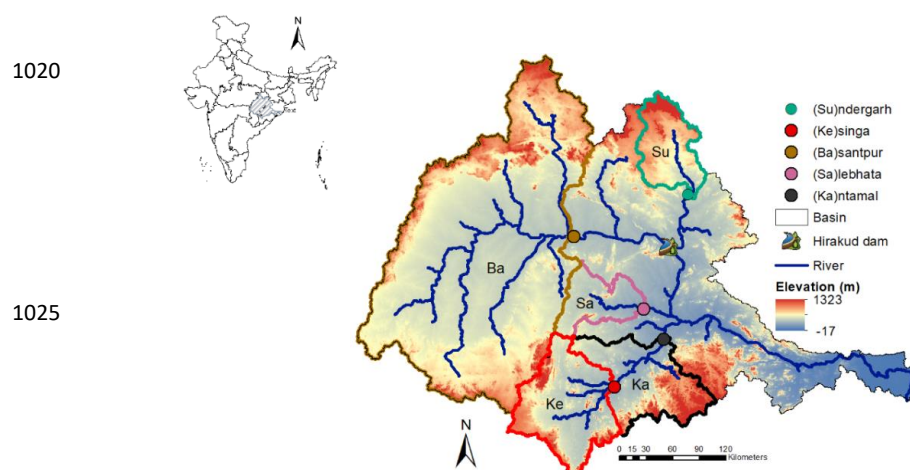 1020
N
(Su)ndergarh
(Ke)singa
(Ba)santpur
(Sa)lebhata
(Ka)ntamal
Basin
Hirakud dam
River
Elevation (m)
1323
-17
Su
Ba
1025
Sa
Ka
Ke
N
0 15 30 60 90 120
Kilometers